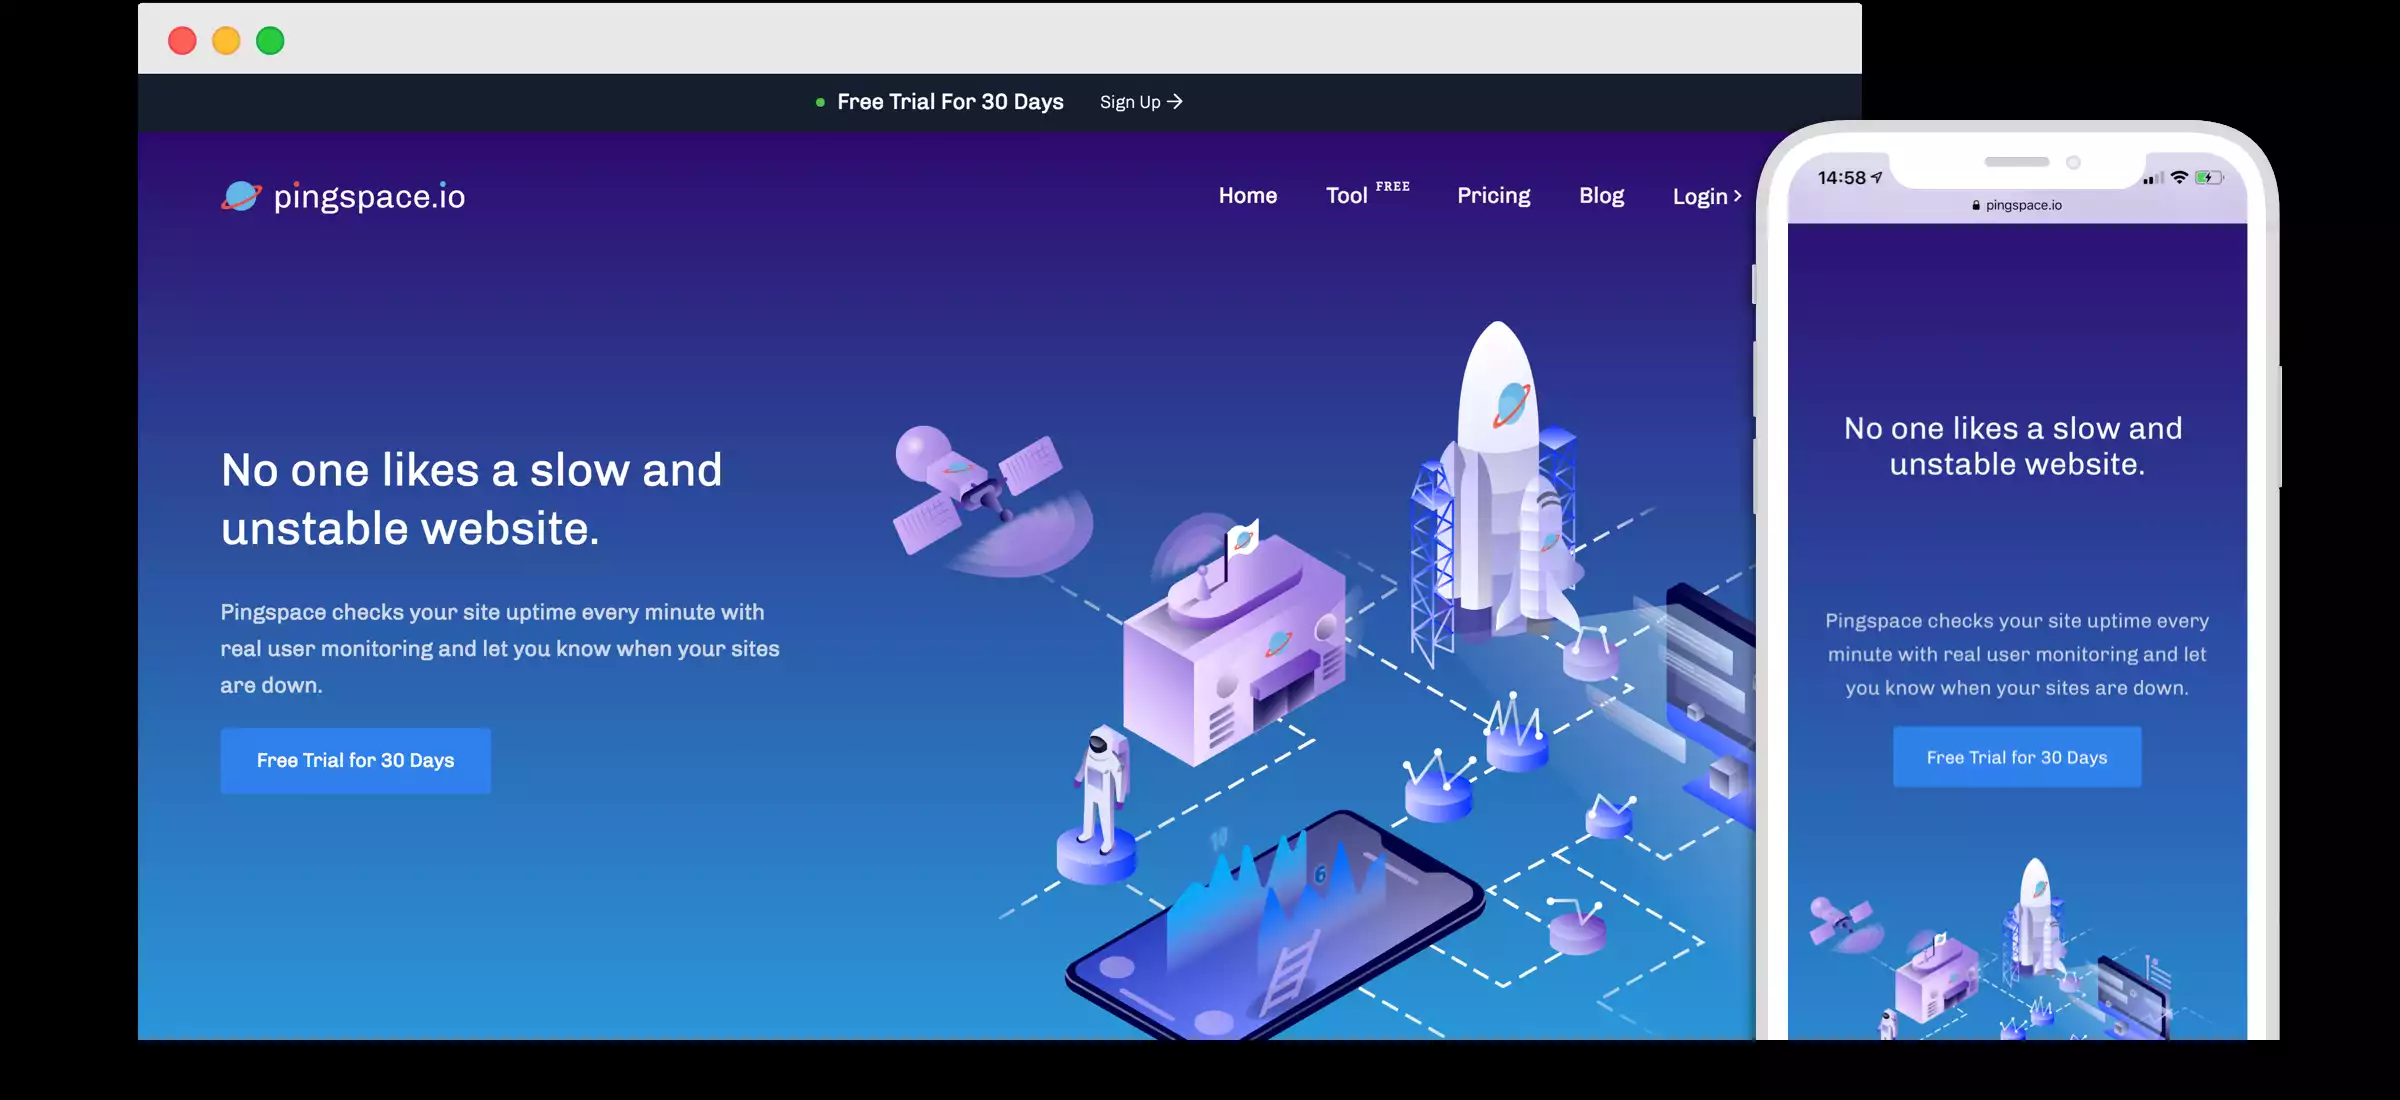 Free Trial For 30 Days Sign Up →
pingspace.io
Home Tool FREE Pricing Blog Login >
No one likes a slow and
unstable website.
Pingspace checks your site uptime every minute with
real user monitoring and let you know when your sites
are down.
Free Trial for 30 Days
10
6
14:58
pingspace.io
No one likes a slow and
unstable website.
Pingspace checks your site uptime every
minute with real user monitoring and let
you know when your sites are down.
Free Trial for 30 Days